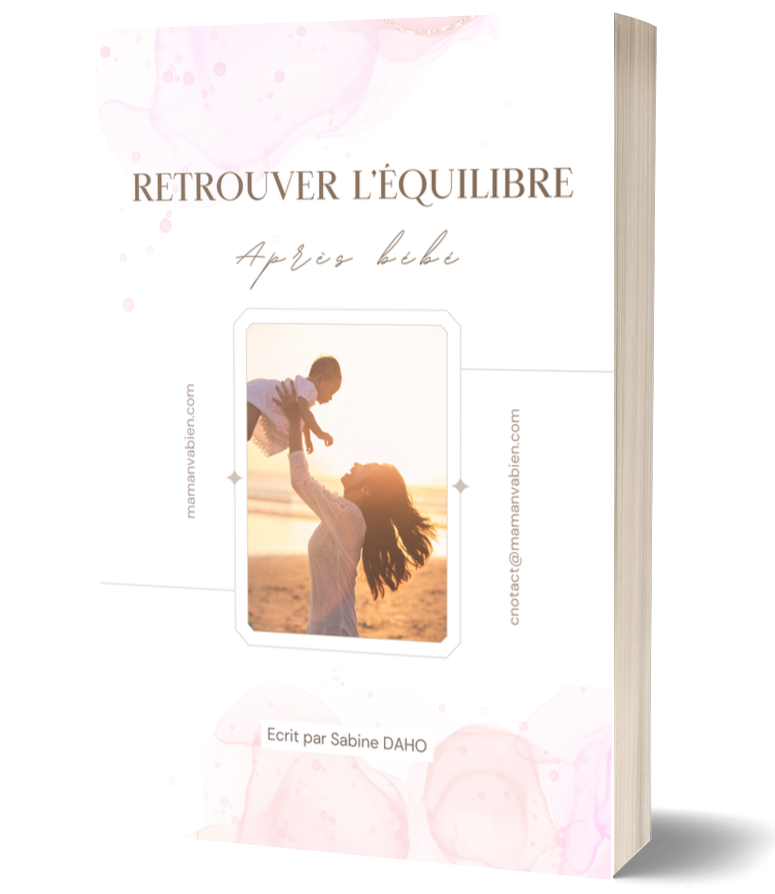 RETROUVER L'ÉQUILIBRE
Après bébé
mamanvabien.com
cnotact@mamanvabien.com
Ecrit par Sabine DAHO